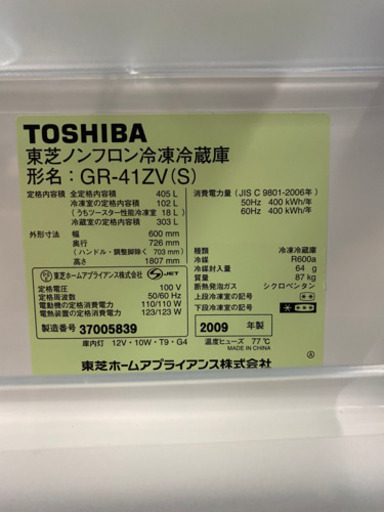 TOSHIBA
東芝ノンフロン冷凍冷蔵庫
形名：GR-41ZV(S)
定格内容積 全定格内容積 405 L
冷凍室の定格内容積 102 L
（うちツースター性能冷凍室 18 L）
冷蔵室の定格内容積 303 L
外形寸法 幅 600 mm
奥行 726 mm
（ハンドル・調整脚除く 703 mm）
高さ 1807 mm
東芝ホームアプライアンス株式会社 S JET
定格電圧 100 V
定格周波数 50/60 Hz
電動機の定格消費電力 110/110 W
電熱装置の定格消費電力 123/123 W
製造番号 37005839
庫内灯 12V・10W・T9・G4
消費電力量（JIS C 9801-2006年）
50Hz 400 kWh/年
60Hz 400 kWh/年
種類 冷凍冷蔵庫
冷媒 R600a
冷媒封入量 64 g
質量 87 kg
断熱発泡ガス シクロペンタン
上段冷凍室の記号
下段冷凍室の記号
2009 年製
温度ヒューズ 77℃
MADE IN CHINA
東芝ホームアプライアンス株式会社
Ⓐ